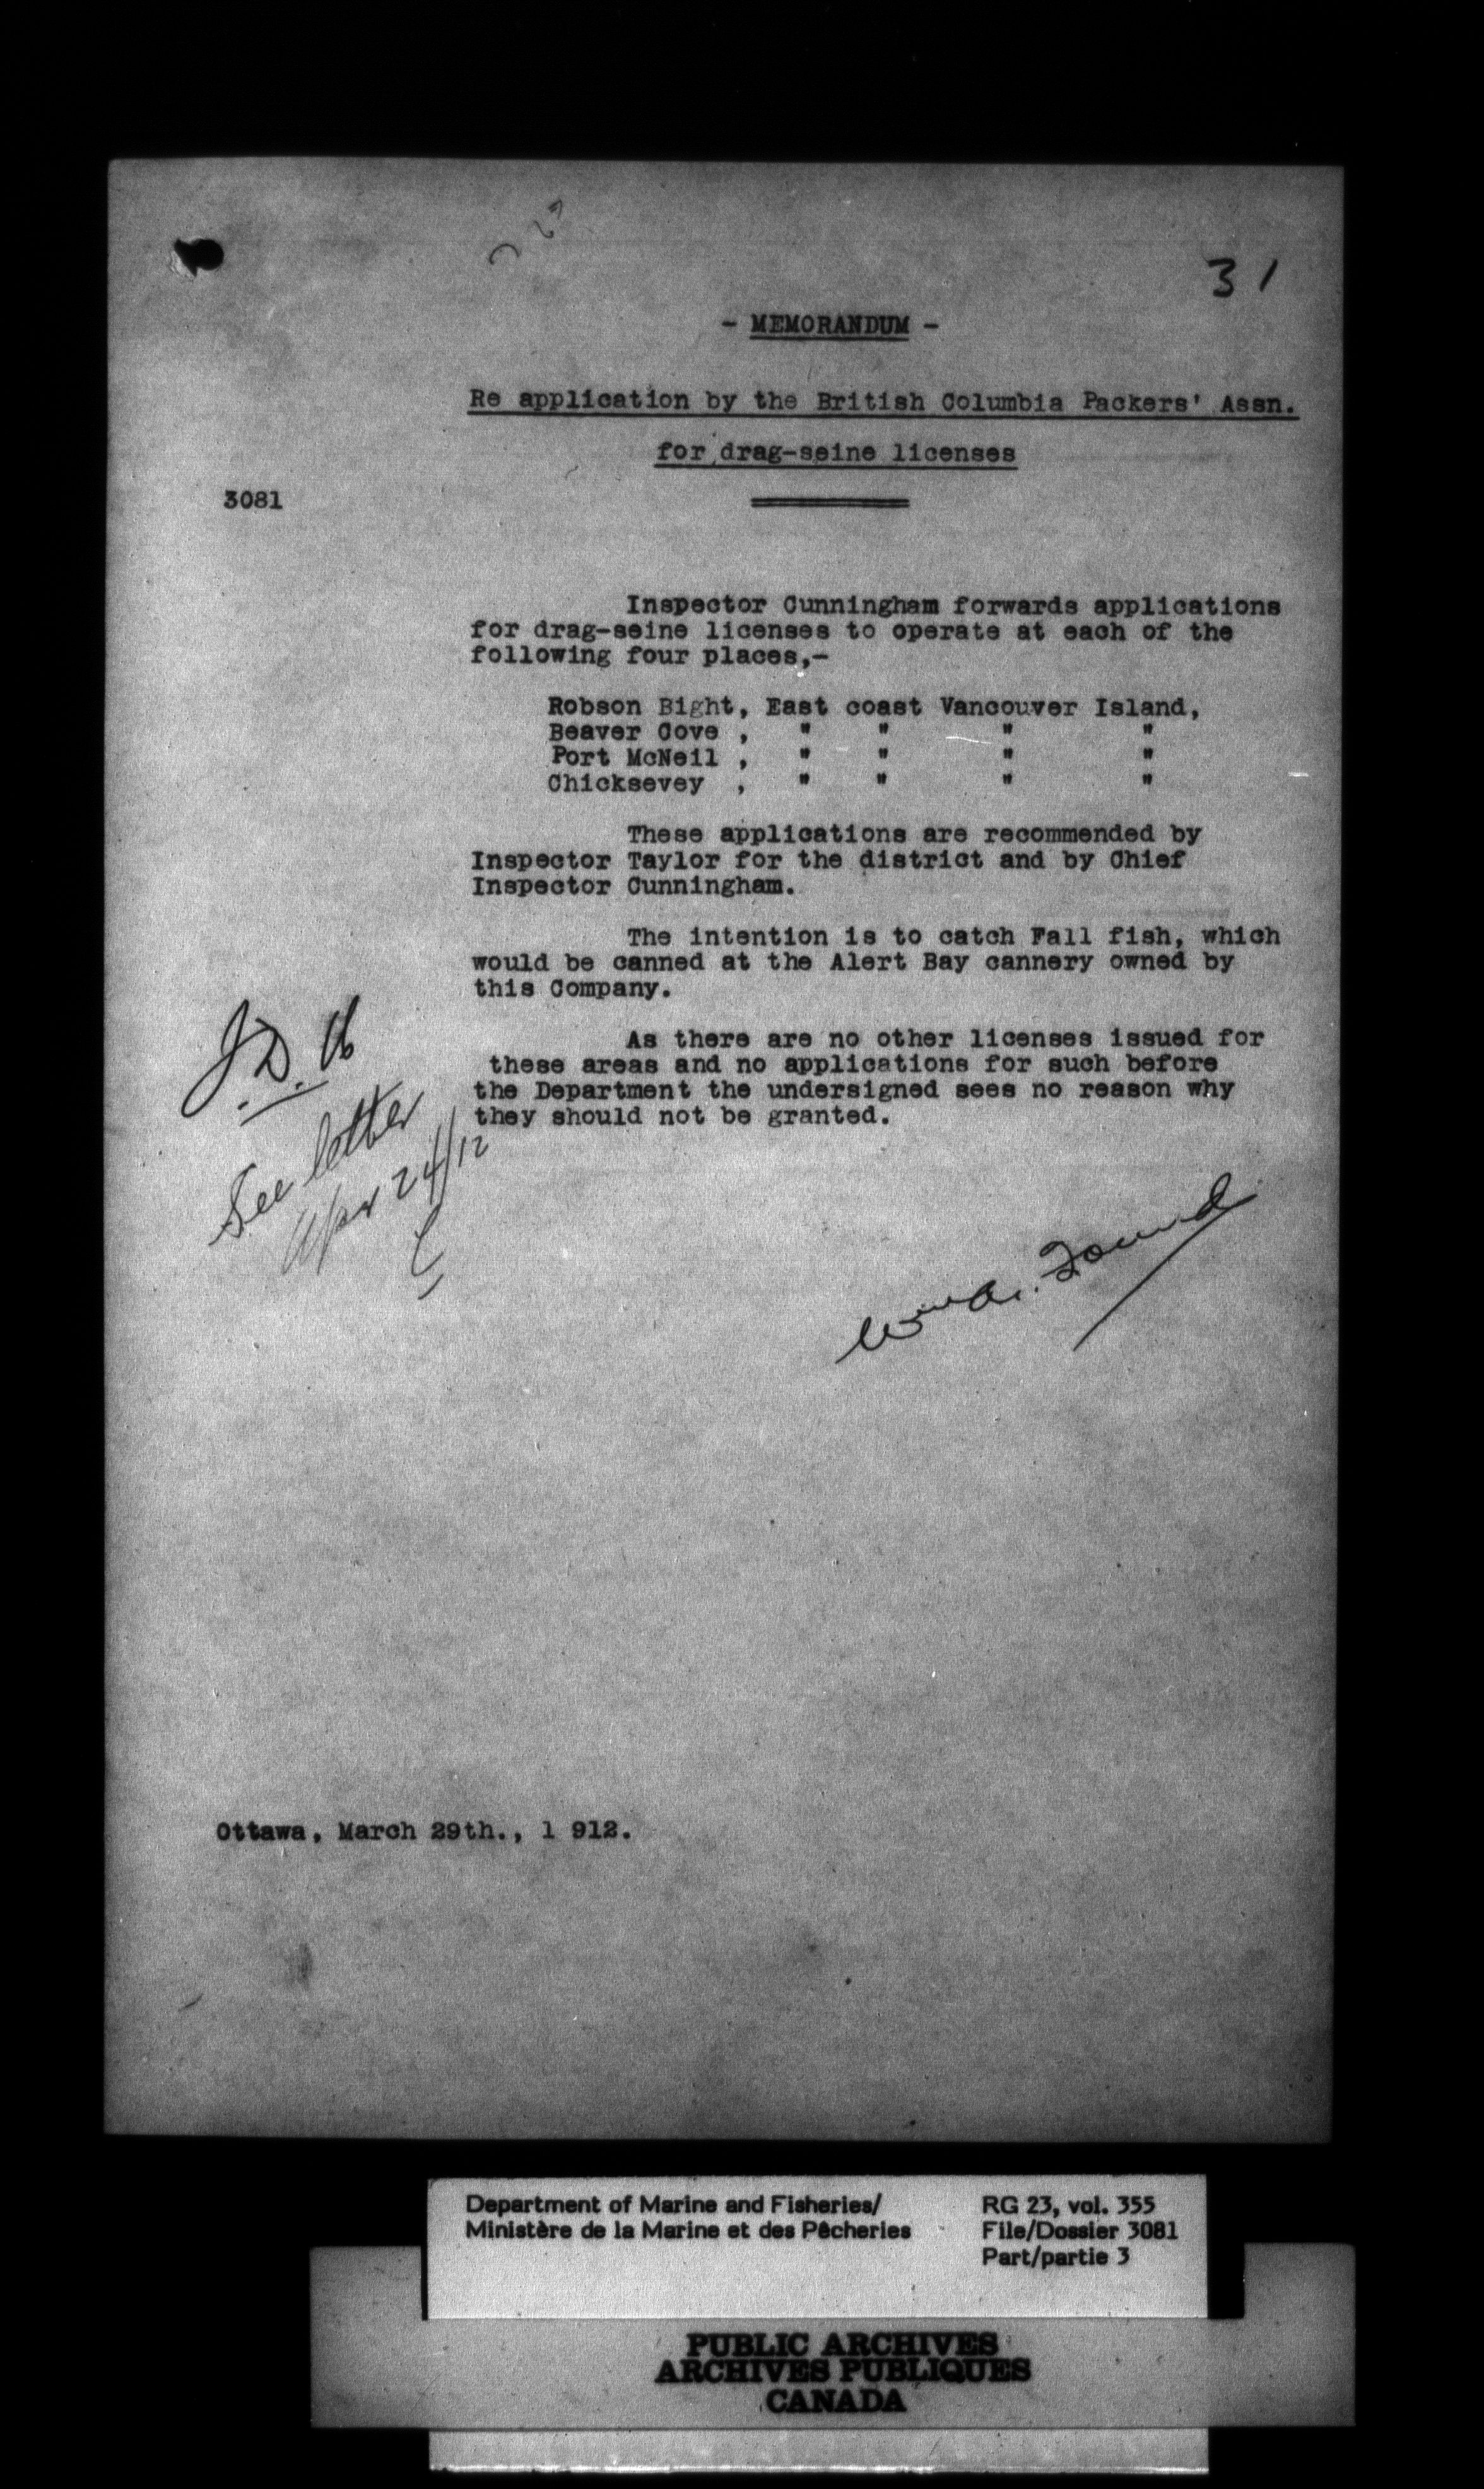 31
- MEMORANDUM -
Re application by the British Columbia Packers' Assn.
for drag-seine licenses
3081
Inspector Cunningham forwards applications
for drag-seine licenses to operate at each of the
following four places,-
Robson Bight, East coast Vancouver Island,
Beaver Cove , " " " "
Port McNeil , " " " "
Chicksevey , " " " "
These applications are recommended by
Inspector Taylor for the district and by Chief
Inspector Cunningham.
The intention is to catch Fall fish, which
would be canned at the Alert Bay cannery owned by
this Company.
As there are no other licenses issued for
these areas and no applications for such before
the Department the undersigned sees no reason why
they should not be granted.
J.D.H.
See letter
Apr 24/12
Wm. A. Found
Ottawa, March 29th., 1 912.
Department of Marine and Fisheries/
Ministère de la Marine et des Pêcheries
RG 23, vol. 355
File/Dossier 3081
Part/partie 3
PUBLIC ARCHIVES
ARCHIVES PUBLIQUES
CANADA